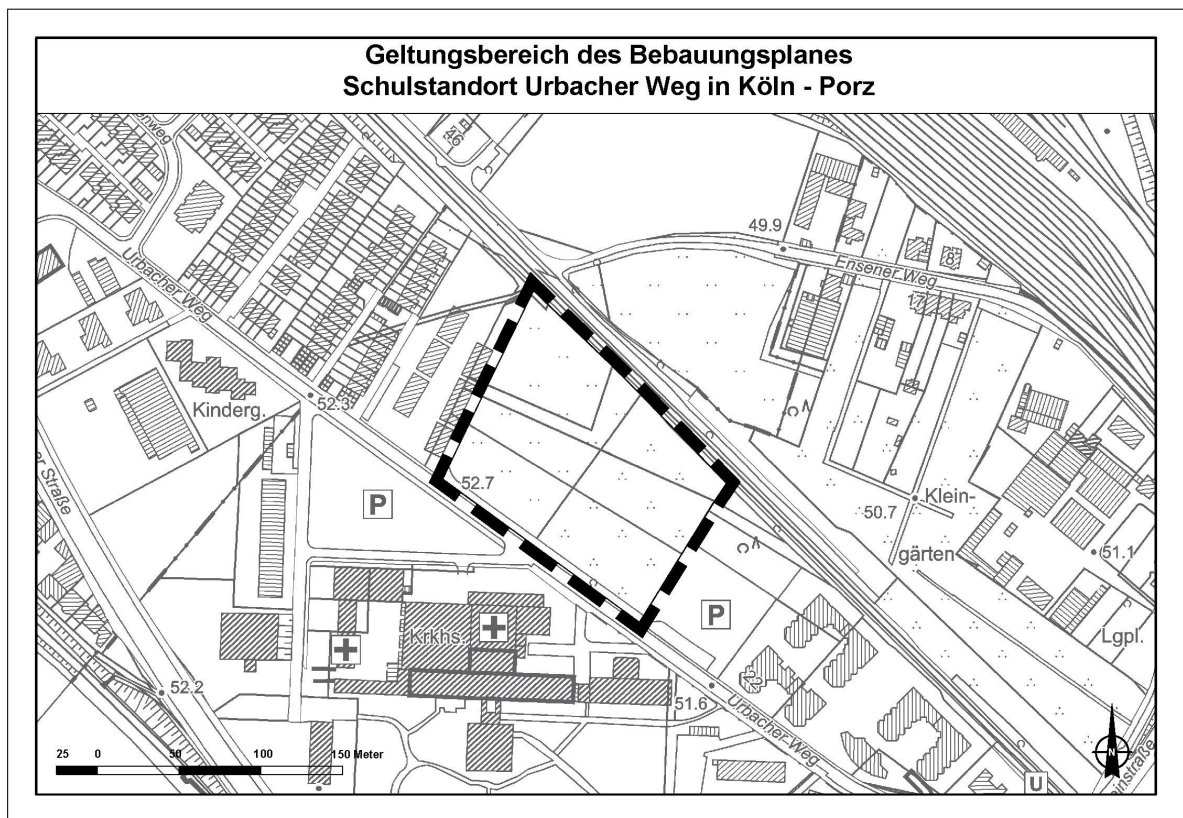 Geltungsbereich des Bebauungsplanes
Schulstandort Urbacher Weg in Köln - Porz
46
49.9
Ensener Weg
8
17
Urbacher Weg
Kinderg.
52.3
52.7
P
Klein-
50.7
gärten
51.1
P
Krkhs.
Lgpl.
52.2
51.6
22
Urbacher Weg
U
25 0 50 100 150 Meter
N